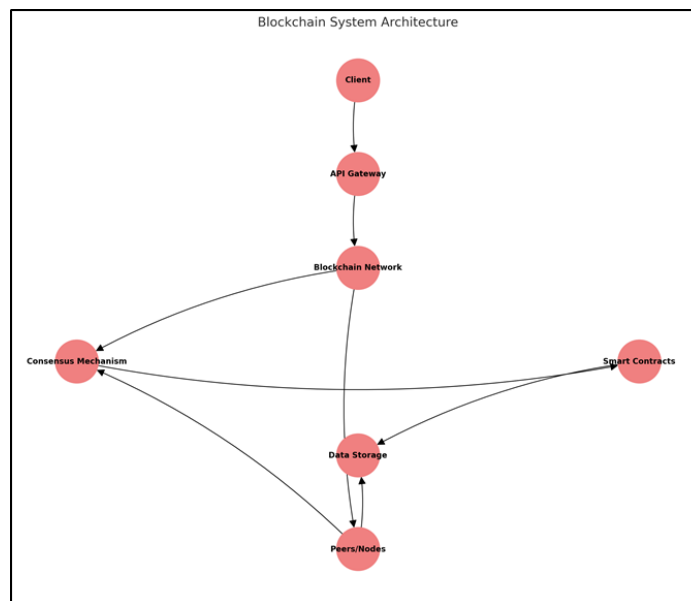 Blockchain System Architecture
Client
API Gateway
Blockchain Network
Consensus Mechanism
Smart Contracts
Data Storage
Peers/Nodes